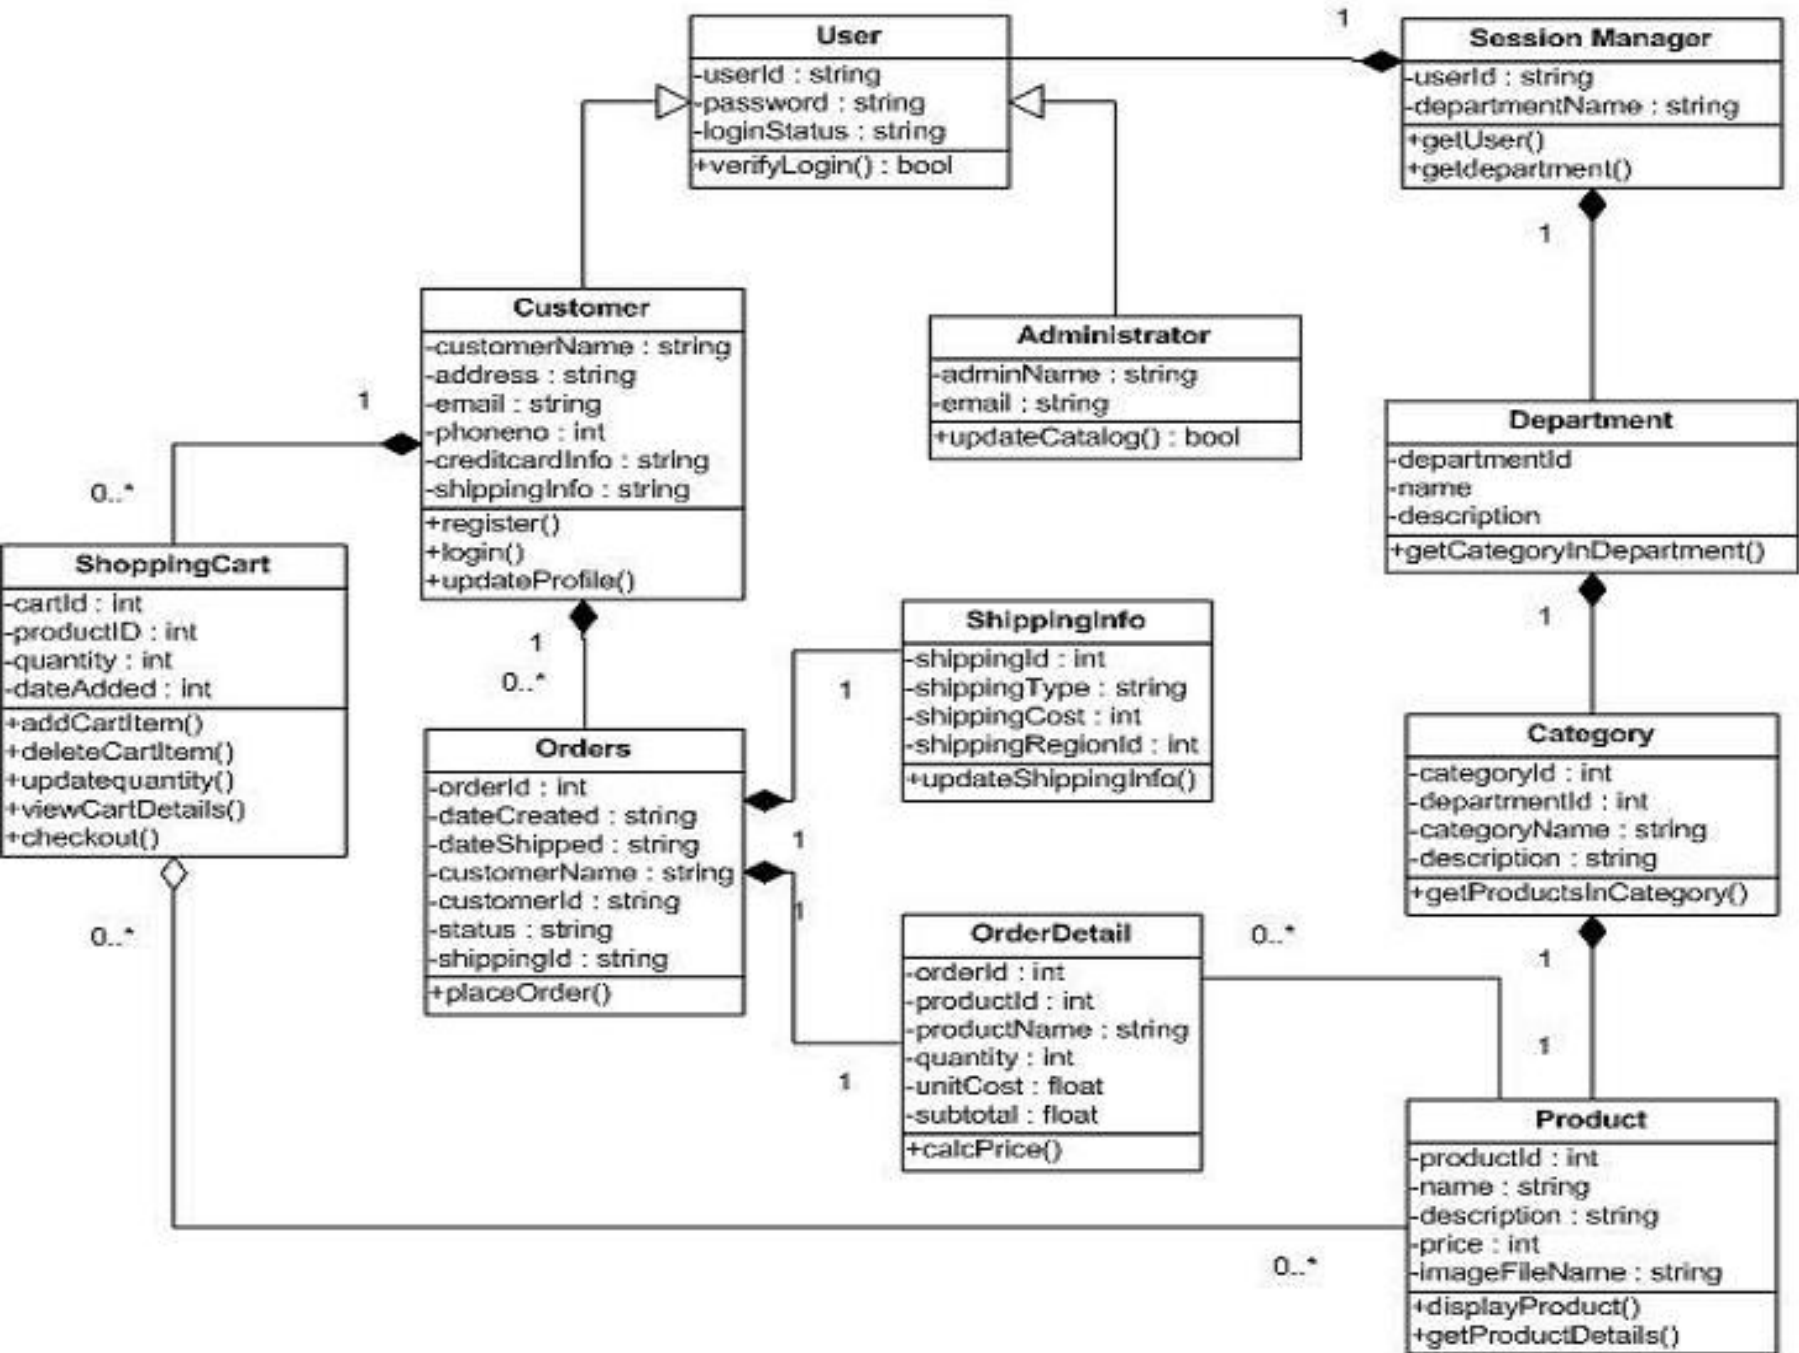 User
-userId : string
-password : string
-loginStatus : string
+verifyLogin() : bool
1
Session Manager
-userId : string
-departmentName : string
+getUser()
+getdepartment()
1
Customer
-customerName : string
-address : string
-email : string
-phoneno : int
-creditcardInfo : string
-shippingInfo : string
+register()
+login()
+updateProfile()
Administrator
-adminName : string
-email : string
+updateCatalog() : bool
1
0..*
Department
-departmentId
-name
-description
+getCategoryInDepartment()
1
ShoppingCart
-cartId : int
-productID : int
-quantity : int
-dateAdded : int
+addCartItem()
+deleteCartItem()
+updatequantity()
+viewCartDetails()
+checkout()
0..*
1
0..*
ShippingInfo
-shippingId : int
-shippingType : string
-shippingCost : int
-shippingRegionId : int
+updateShippingInfo()
1
1
Orders
-orderId : int
-dateCreated : string
-dateShipped : string
-customerName : string
-customerId : string
-status : string
-shippingId : string
+placeOrder()
1
1
Category
-categoryId : int
-departmentId : int
-categoryName : string
-description : string
+getProductsInCategory()
1
1
OrderDetail
-orderId : int
-productId : int
-productName : string
-quantity : int
-unitCost : float
-subtotal : float
+calcPrice()
0..*
Product
-productId : int
-name : string
-description : string
-price : int
-imageFileName : string
+displayProduct()
+getProductDetails()
0..*